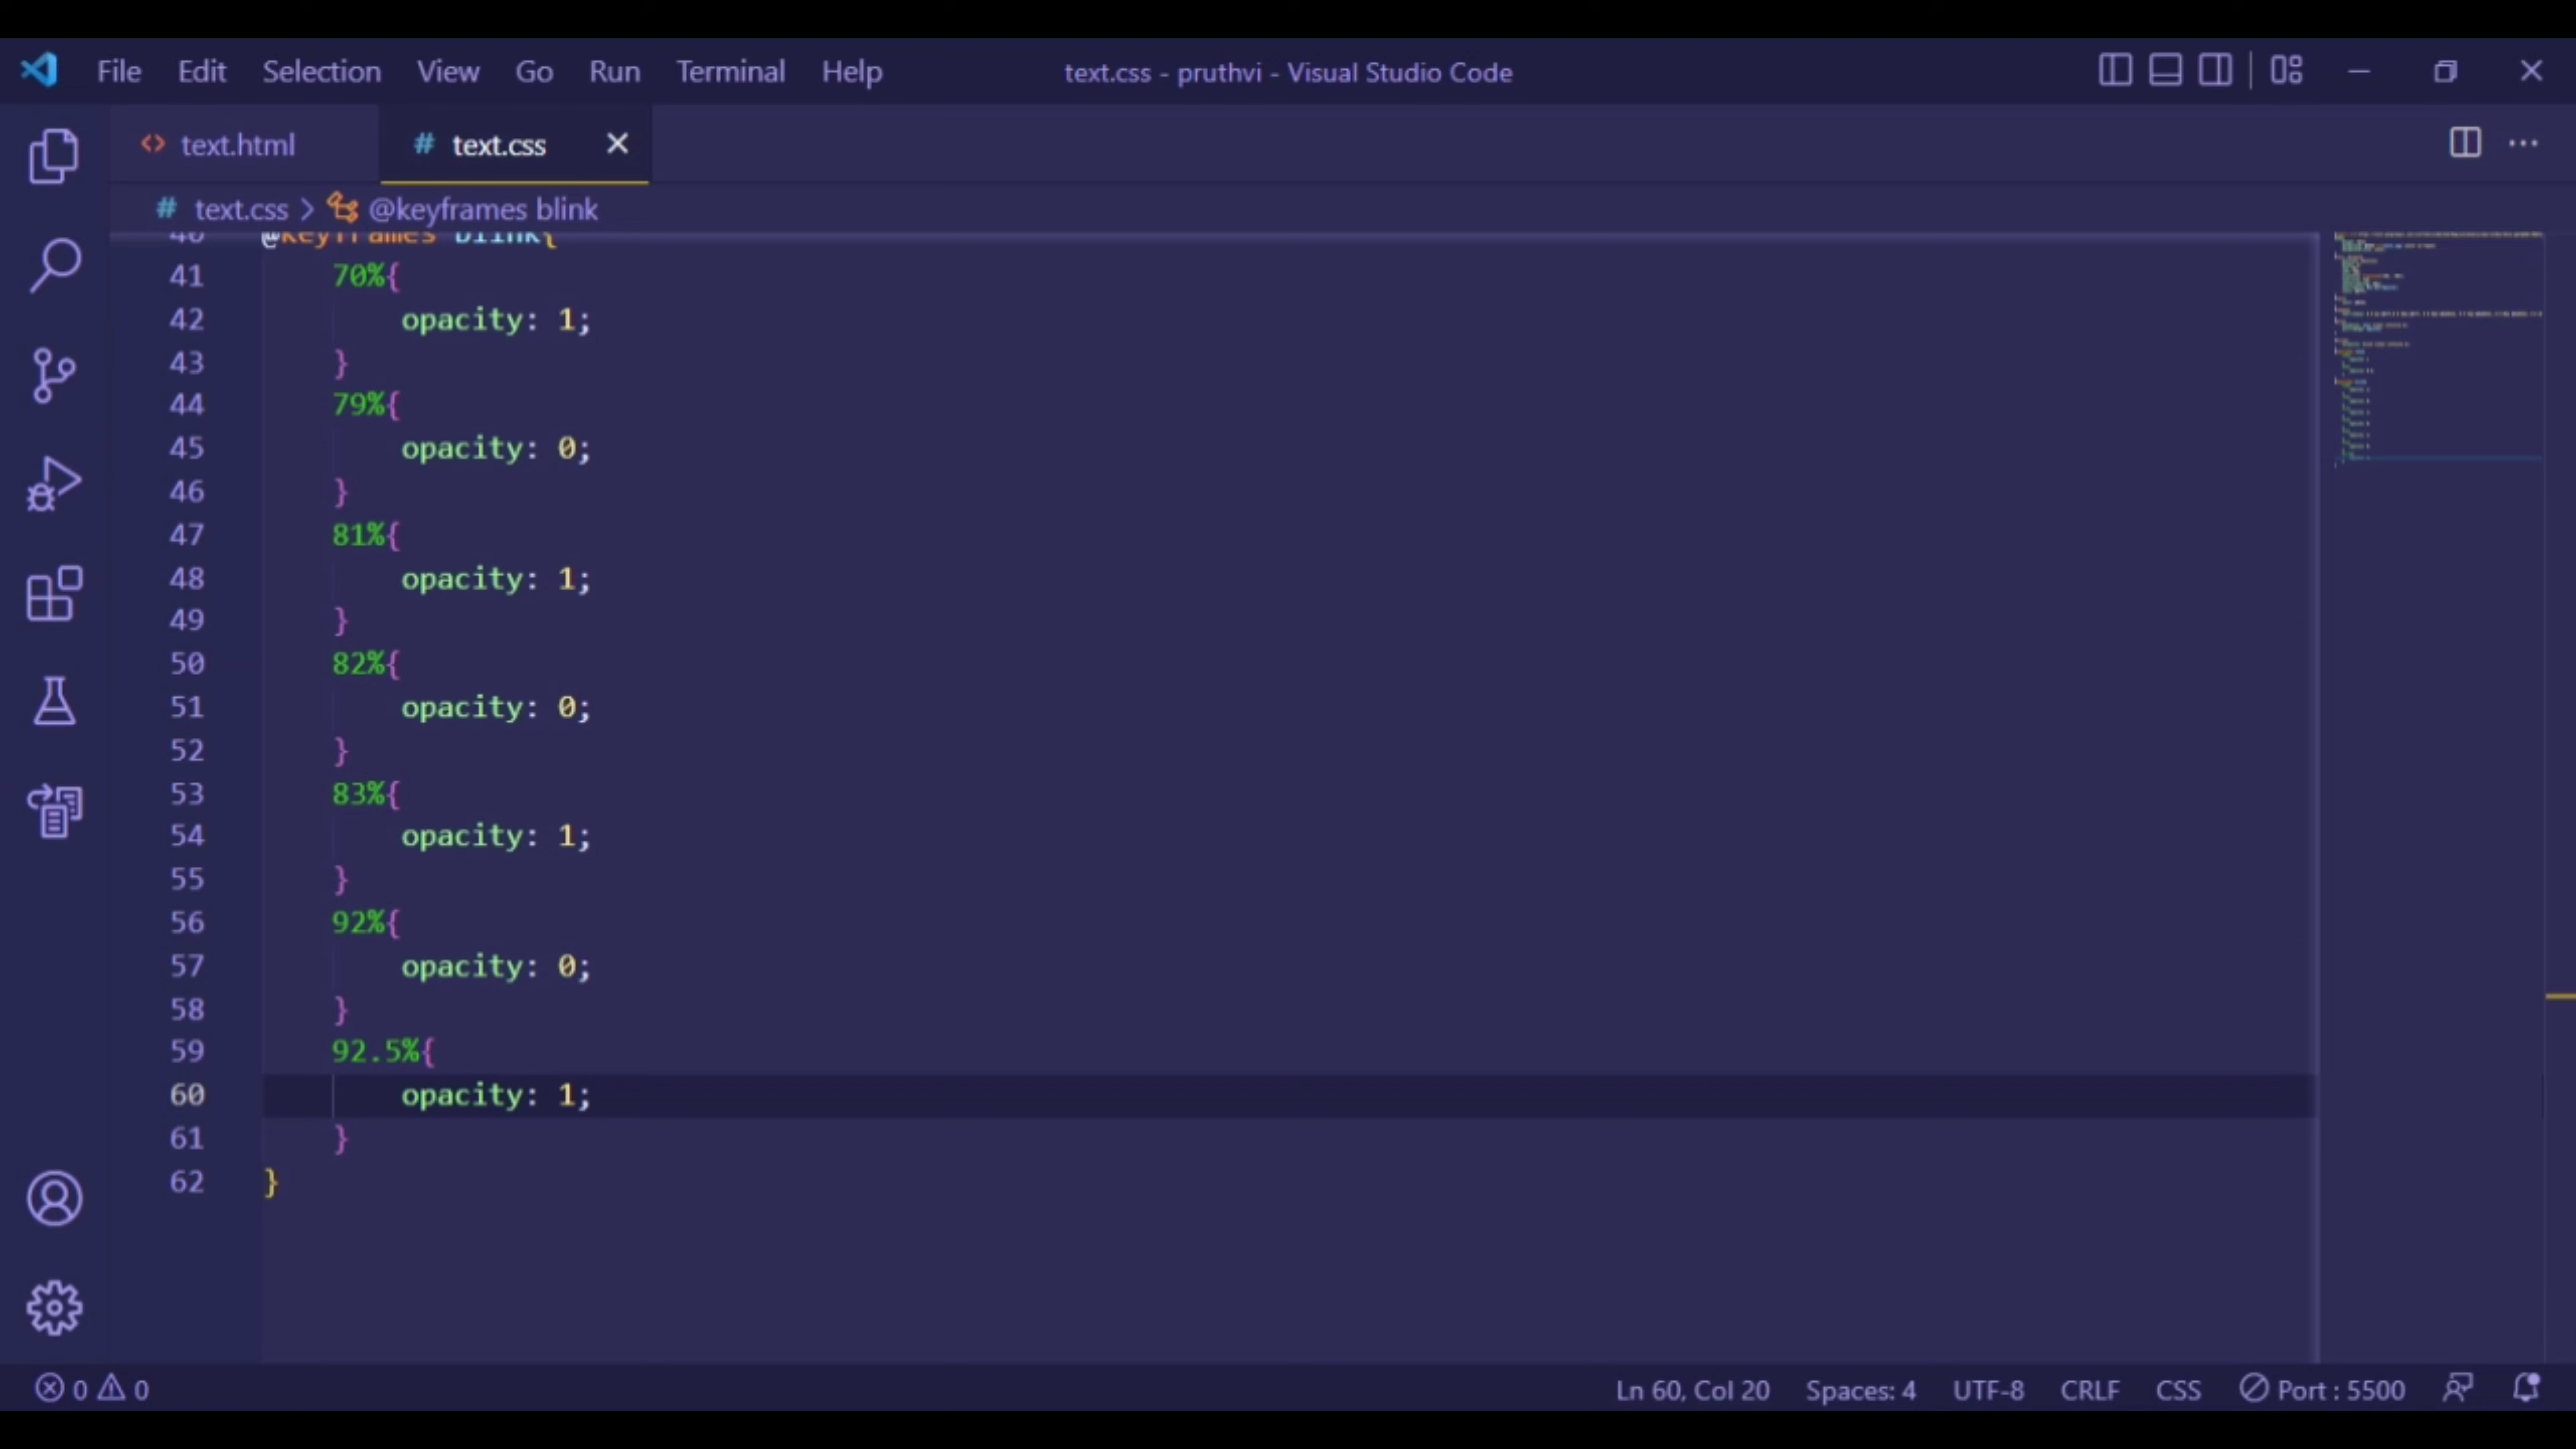 File Edit Selection View Go Run Terminal Help text.css - pruthvi - Visual Studio Code
text.html # text.css
# text.css > @keyframes blink
40 @keyframes blink{
41 70%{
42 opacity: 1;
43 }
44 79%{
45 opacity: 0;
46 }
47 81%{
48 opacity: 1;
49 }
50 82%{
51 opacity: 0;
52 }
53 83%{
54 opacity: 1;
55 }
56 92%{
57 opacity: 0;
58 }
59 92.5%{
60 opacity: 1;
61 }
62 }
0 0 Ln 60, Col 20 Spaces: 4 UTF-8 CRLF CSS Port : 5500